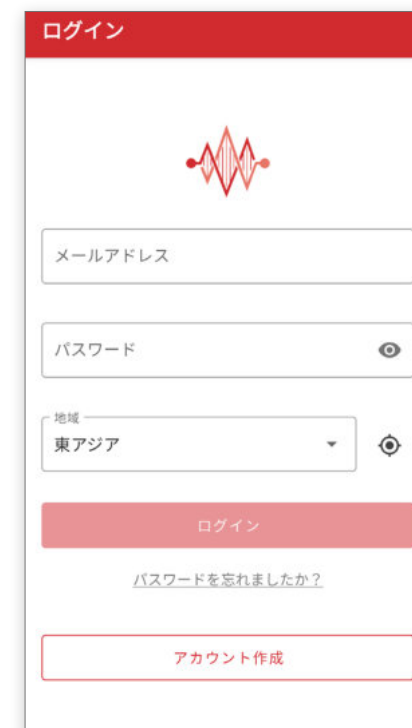 ログイン
メールアドレス
パスワード
地域
東アジア
ログイン
パスワードを忘れましたか？
アカウント作成